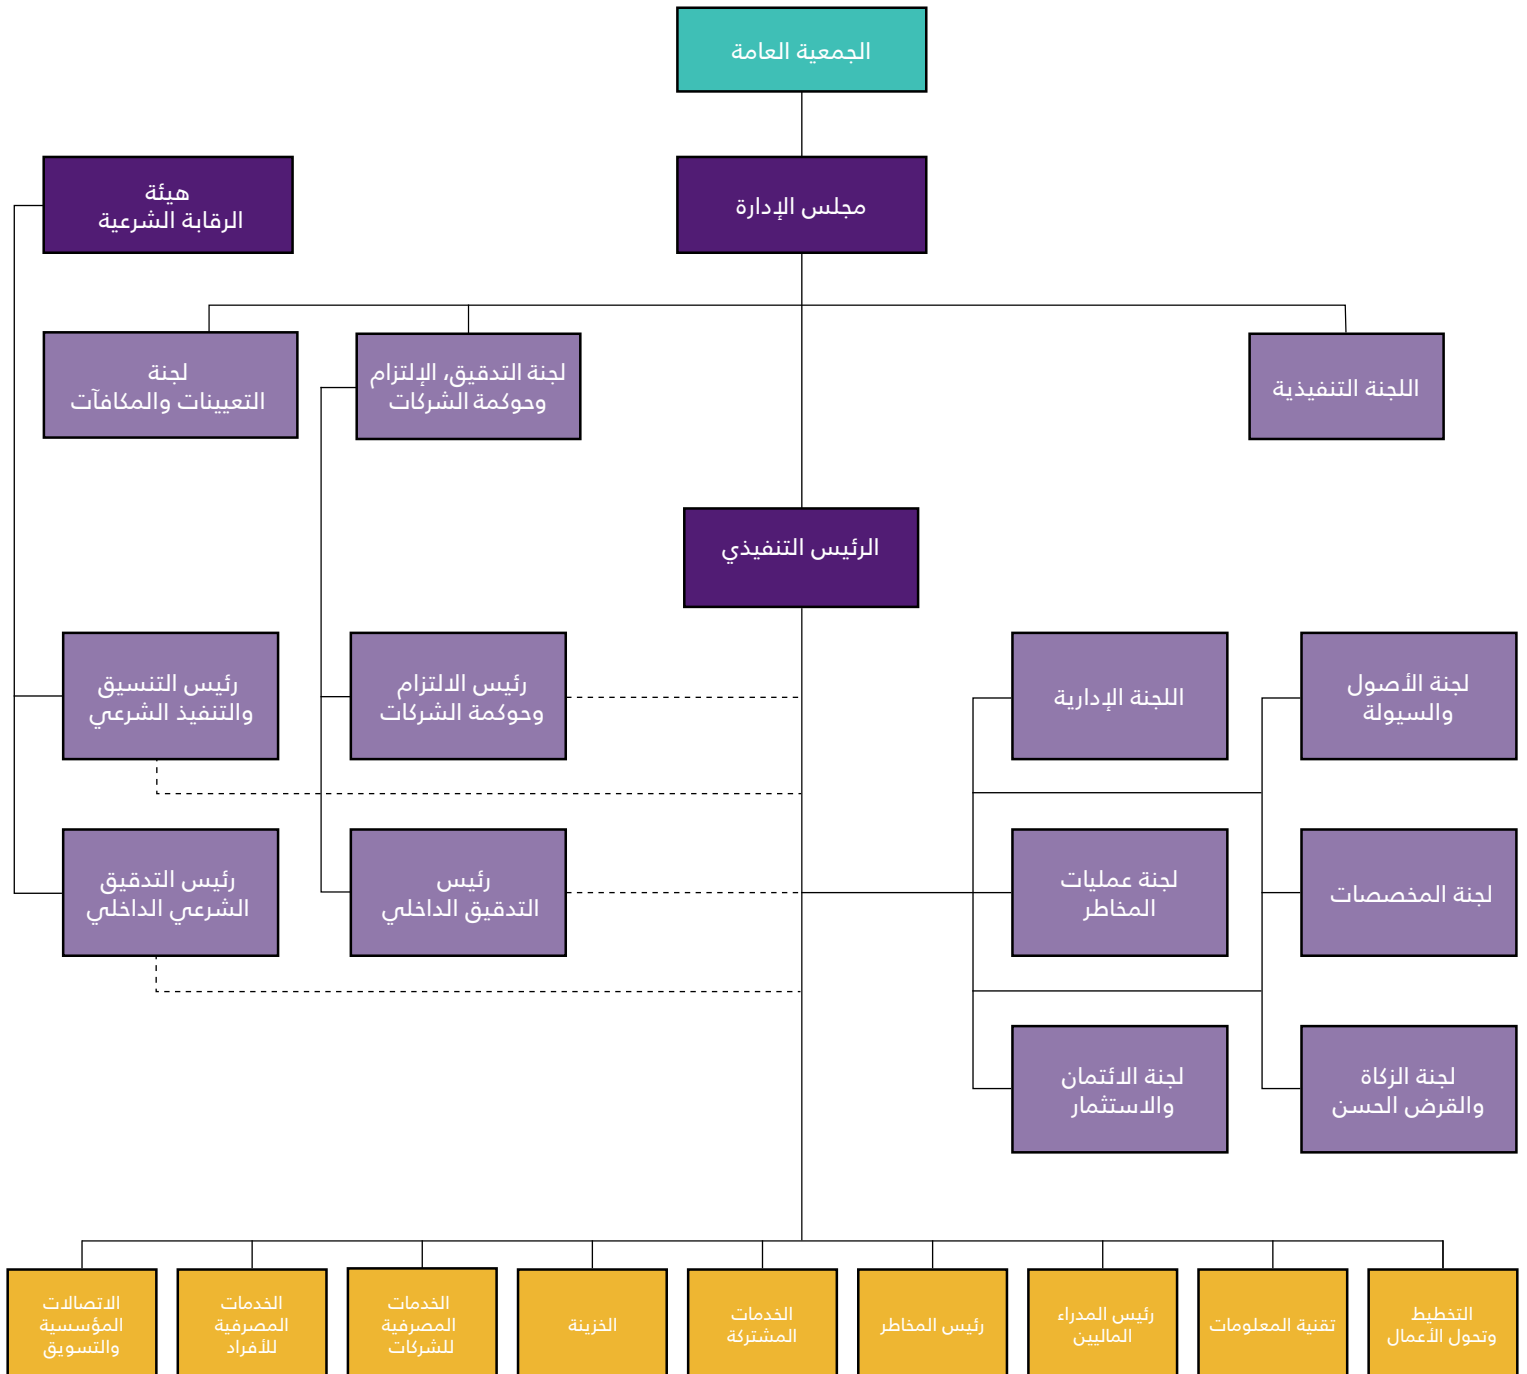 الجمعية العامة
مجلس الإدارة
هيئة
الرقابة الشرعية
اللجنة التنفيذية
لجنة التدقيق، الإلتزام
وحوكمة الشركات
لجنة
التعيينات والمكافآت
الرئيس التنفيذي
لجنة الأصول
والسيولة
اللجنة الإدارية
رئيس الالتزام
وحوكمة الشركات
رئيس التنسيق
والتنفيذ الشرعي
لجنة المخصصات
لجنة عمليات
المخاطر
رئيس
التدقيق الداخلي
رئيس التدقيق
الشرعي الداخلي
لجنة الزكاة
والقرض الحسن
لجنة الائتمان
والاستثمار
التخطيط
وتحول الأعمال
تقنية المعلومات
رئيس المدراء
الماليين
رئيس المخاطر
الخدمات
المشتركة
الخزينة
الخدمات
المصرفية
للشركات
الخدمات
المصرفية
للأفراد
الاتصالات
المؤسسية
والتسويق